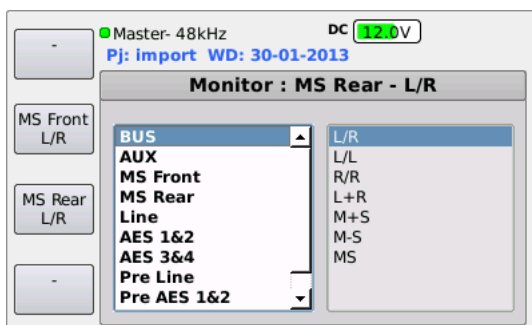 -
Master- 48kHz
DC 12.0V
Pj: import WD: 30-01-2013
Monitor : MS Rear - L/R
MS Front
L/R
MS Rear
L/R
-
BUS
AUX
MS Front
MS Rear
Line
AES 1&2
AES 3&4
Pre Line
Pre AES 1&2
L/R
L/L
R/R
L+R
M+S
M-S
MS